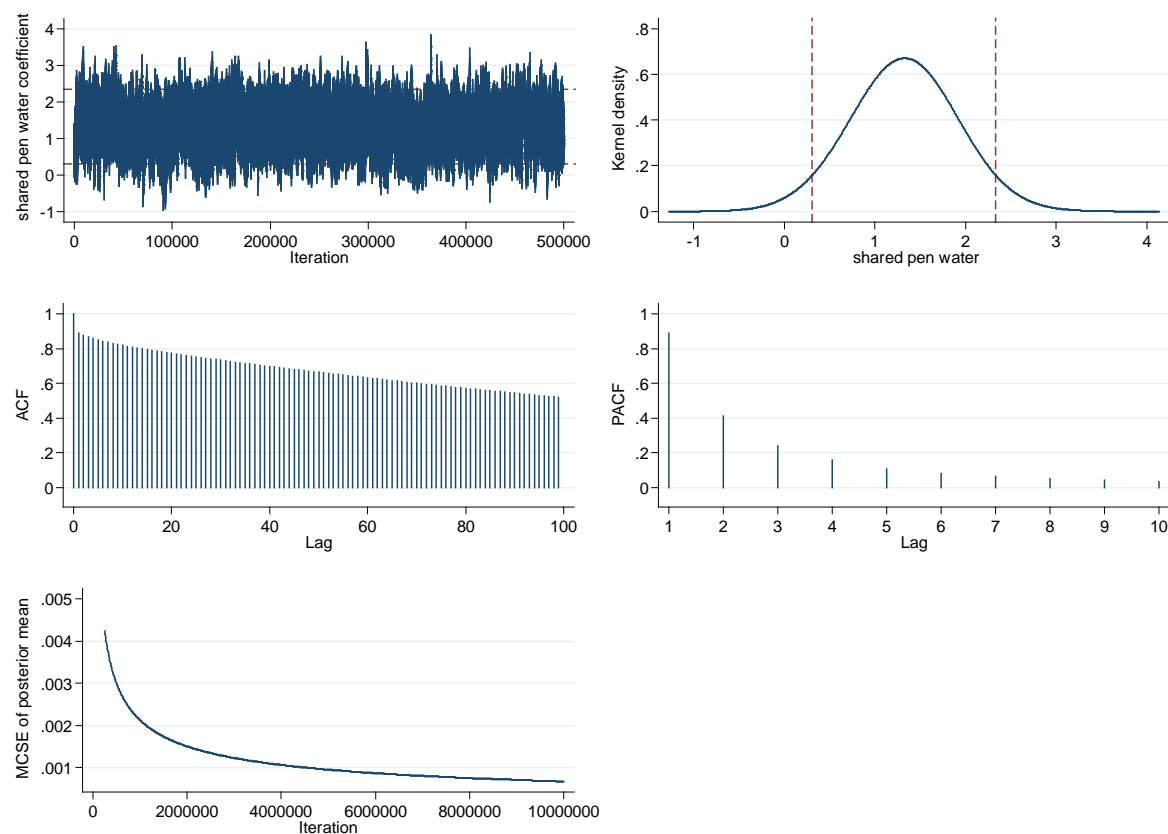 shared pen water coefficient
4
3
2
1
0
-1
0 100000 200000 300000 400000 500000
Iteration
Kernel density
.8
.6
.4
.2
0
-1 0 1 2 3 4
shared pen water
ACF
1
.8
.6
.4
.2
0
0 20 40 60 80 100
Lag
PACF
1
.8
.6
.4
.2
0
1 2 3 4 5 6 7 8 9 10
Lag
MCSE of posterior mean
.005
.004
.003
.002
.001
0 2000000 4000000 6000000 8000000 10000000
Iteration